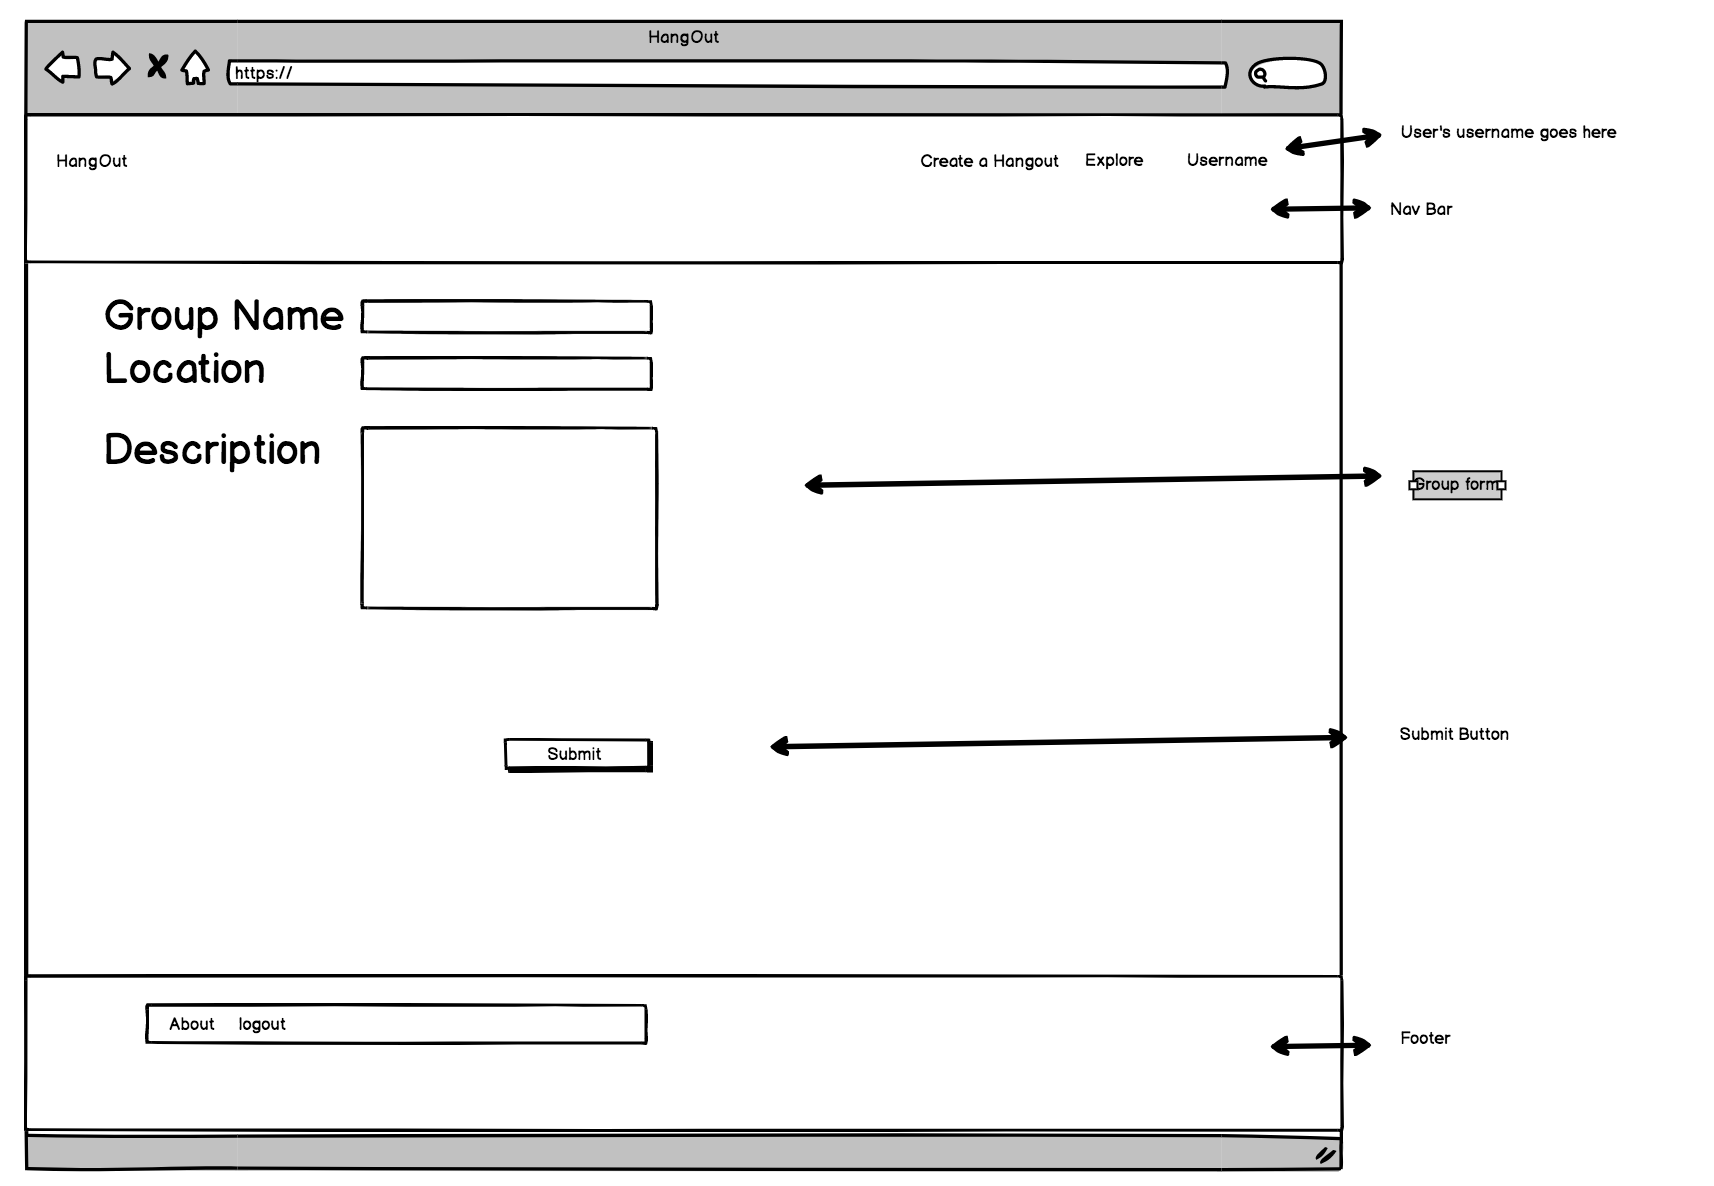 HangOut
https://
User's username goes here
HangOut
Create a Hangout
Explore
Username
Nav Bar
Group Name
Location
Description
Group form
Submit
Submit Button
About
logout
Footer